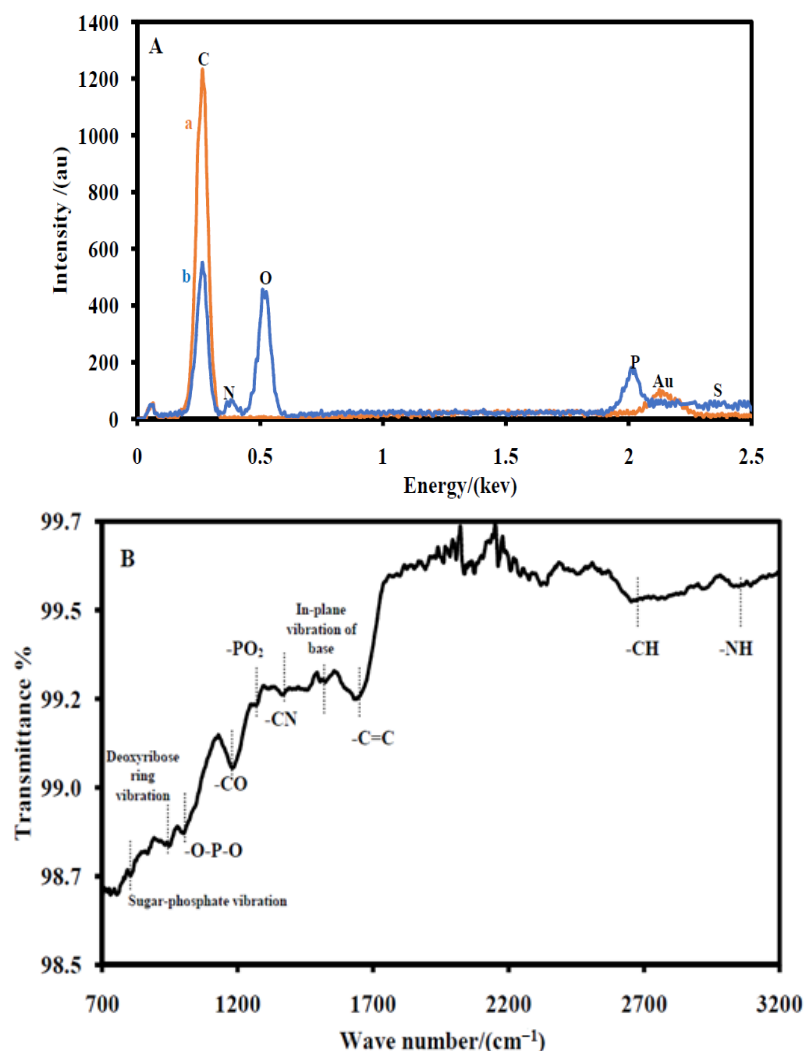 A
C
a
b
N
O
P
Au
S
1400
1200
1000
800
600
400
200
0
Intensity /(au)
0
0.5
1
1.5
2
2.5
Energy/(kev)
B
99.7
99.5
99.2
99.0
98.7
98.5
Transmittance %
In-plane
vibration of
base
-PO₂
-CN
-C=C
-CH
-NH
Deoxyribose
ring
vibration
-CO
-O-P-O
Sugar-phosphate vibration
700
1200
1700
2200
2700
3200
Wave number/(cm⁻¹)